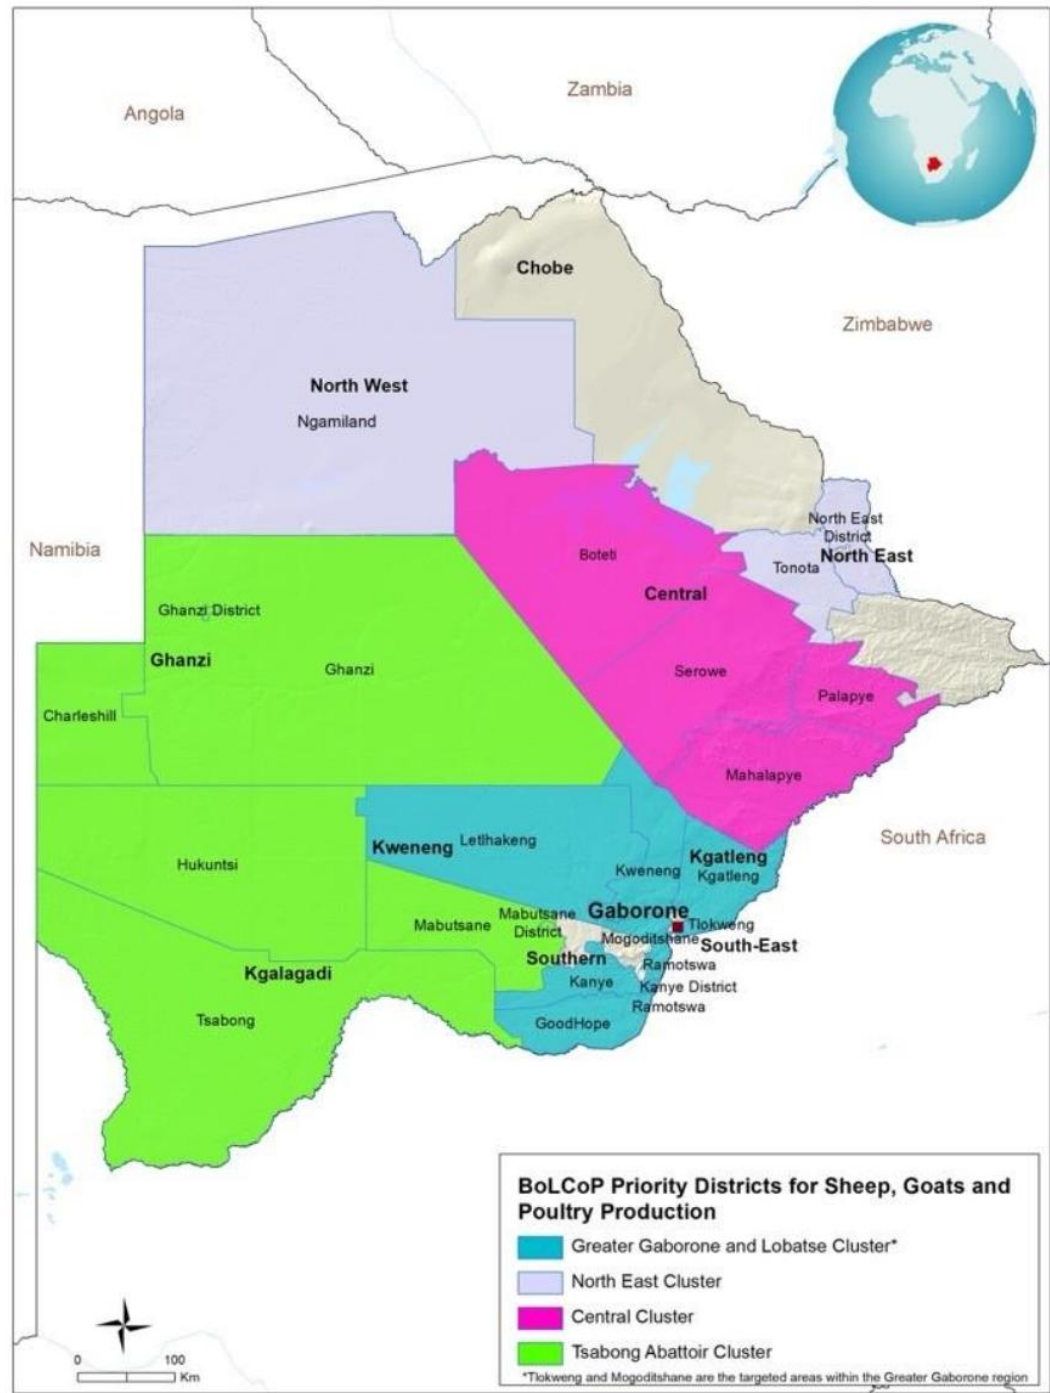 Zambia
Angola
Chobe
Zimbabwe
North West
Ngamiland
North East
District
North East
Namibia
Boteti
Tonota
Central
Ghanzi District
Ghanzi
Ghanzi
Serowe
Charleshill
Palapye
Mahalapye
South Africa
Kweneng
Letlhakeng
Kgatleng
Hukuntsi
Kweneng
Kgatleng
Gaborone
Mabutsane
Mabutsane
District
Tlokweng
Mogoditshane
South-East
Southern
Ramotswa
Kgalagadi
Kanye
Kanye District
Ramotswa
Tsabong
GoodHope
BoLCoP Priority Districts for Sheep, Goats and
Poultry Production
Greater Gaborone and Lobatse Cluster*
North East Cluster
Central Cluster
Tsabong Abattoir Cluster
*Tlokweng and Mogoditshane are the targeted areas within the Greater Gaborone region
0 100
Km